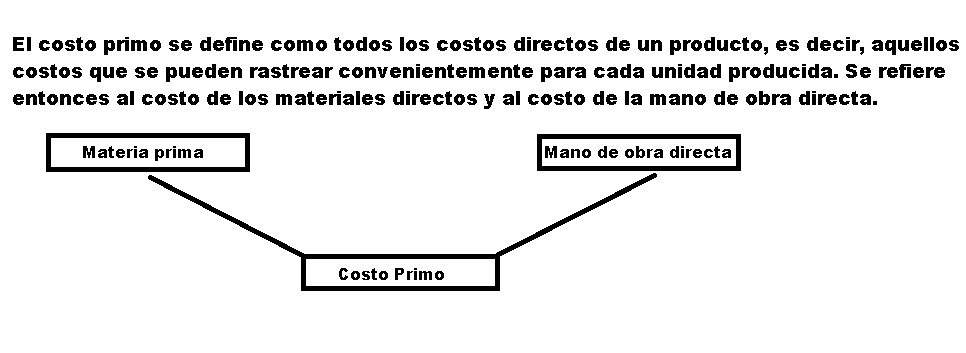 El costo primo se define como todos los costos directos de un producto, es decir, aquellos
costos que se pueden rastrear convenientemente para cada unidad producida. Se refiere
entonces al costo de los materiales directos y al costo de la mano de obra directa.
Materia prima
Mano de obra directa
Costo Primo